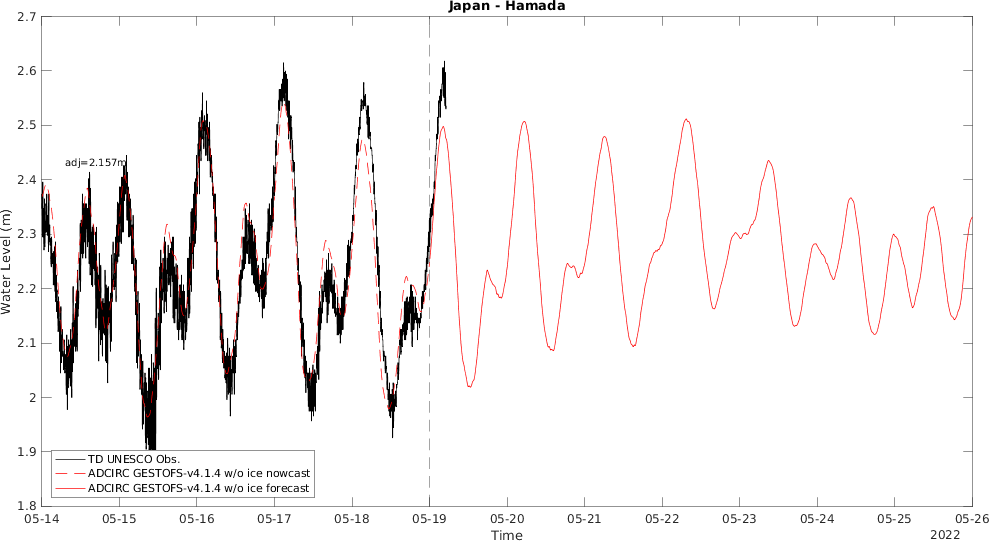 Japan - Hamada
2.7
2.6
2.5
2.4
2.3
2.2
2.1
2
1.9
1.8
Water Level (m)
adj=2.157m
TD UNESCO Obs.
ADCIRC GESTOFS-v4.1.4 w/o ice nowcast
ADCIRC GESTOFS-v4.1.4 w/o ice forecast
05-14 05-15 05-16 05-17 05-18 05-19 05-20 05-21 05-22 05-23 05-24 05-25 05-26
Time
2022